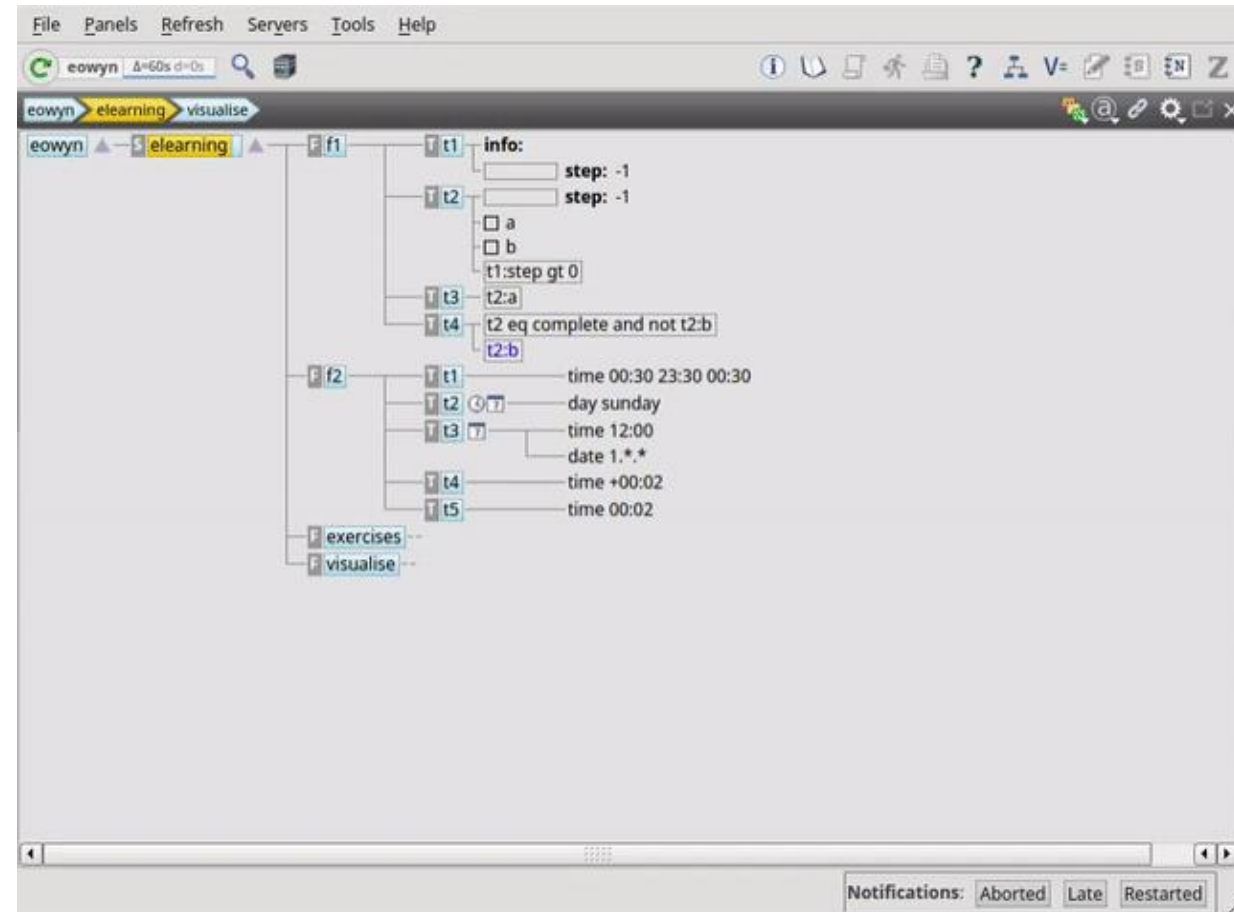 File Panels Refresh Servers Tools Help
eowyn Δ=60s d=0s ? V= S N Z
eowyn elearning visualise a
eowyn S elearning F f1 T t1 info:
step: -1
T t2 step: -1
a
b
t1:step gt 0
T t3 t2:a
T t4 t2 eq complete and not t2:b
t2:b
F f2 T t1 time 00:30 23:30 00:30
T t2 7 day sunday
T t3 7 time 12:00
date 1.*.*
T t4 time +00:02
T t5 time 00:02
F exercises
F visualise
Notifications: Aborted Late Restarted